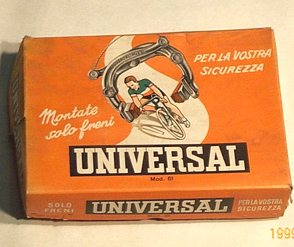 PER LA VOSTRA
SICUREZZA
Montate
solo freni
UNIVERSAL
Mod. 61
SOLO
FRENI
UNIVERSAL
PER LA VOSTRA
SICUREZZA
1999